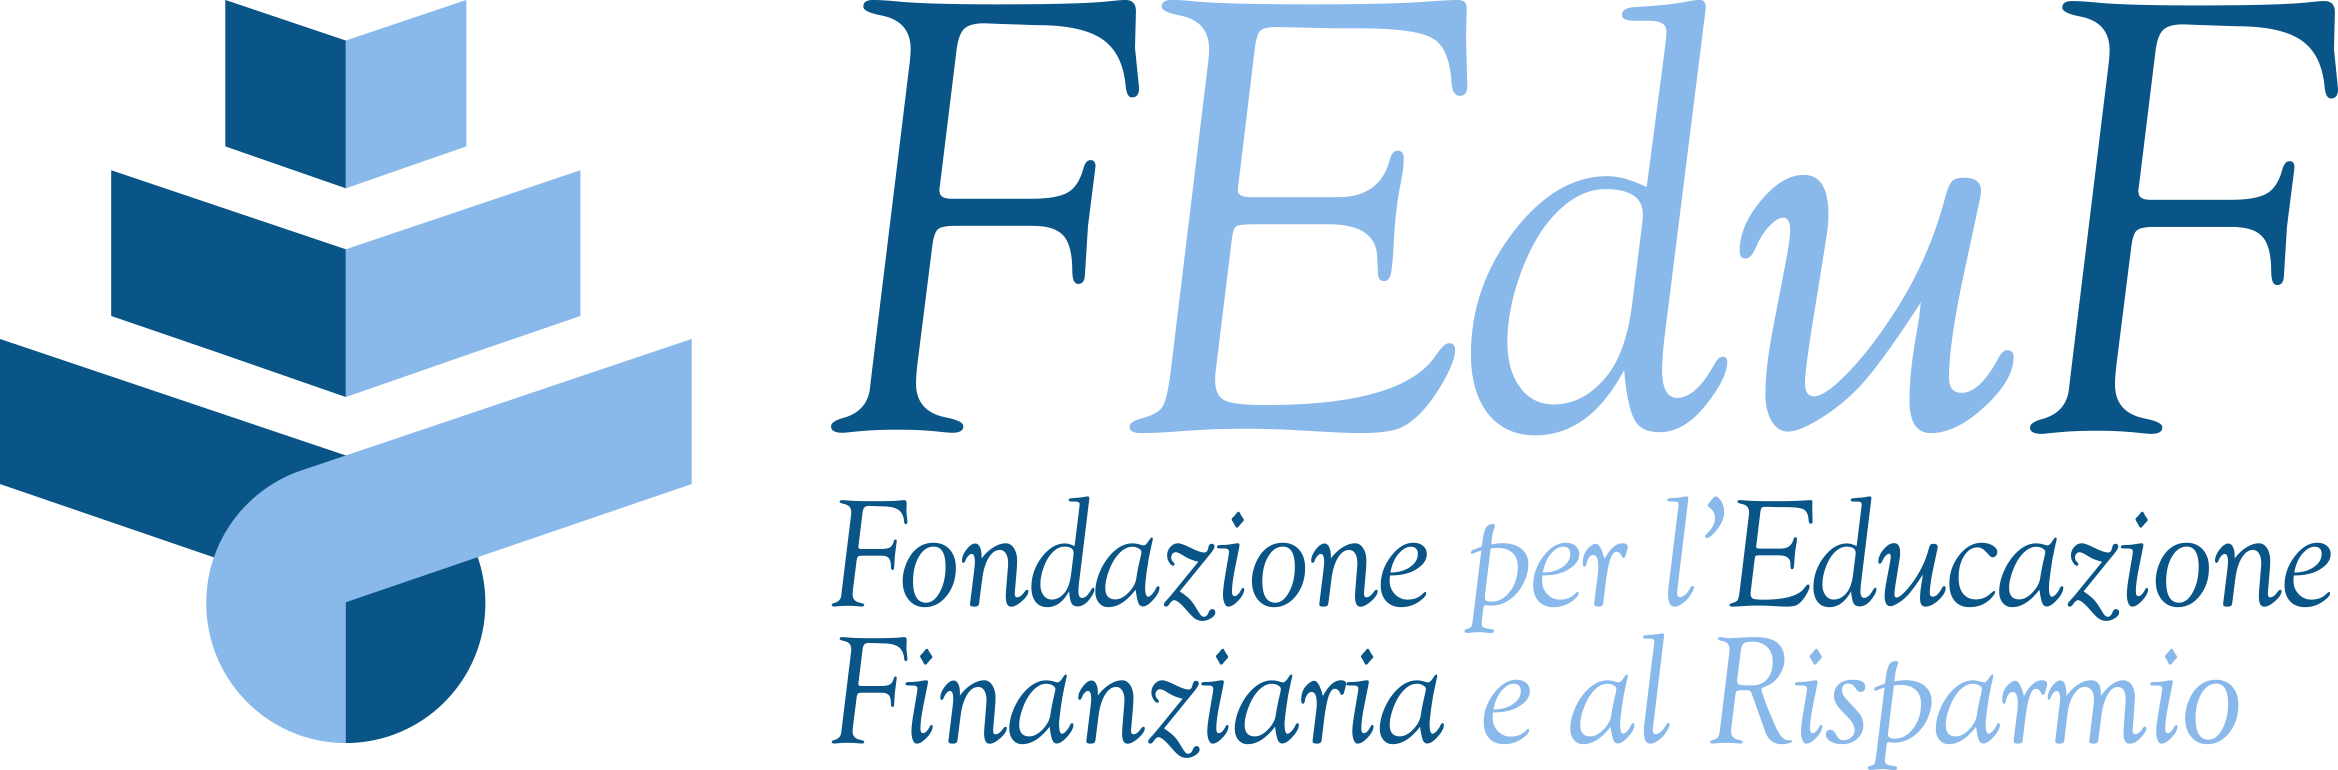 FEduF
Fondazione per l'Educazione
Finanziaria e al Risparmio